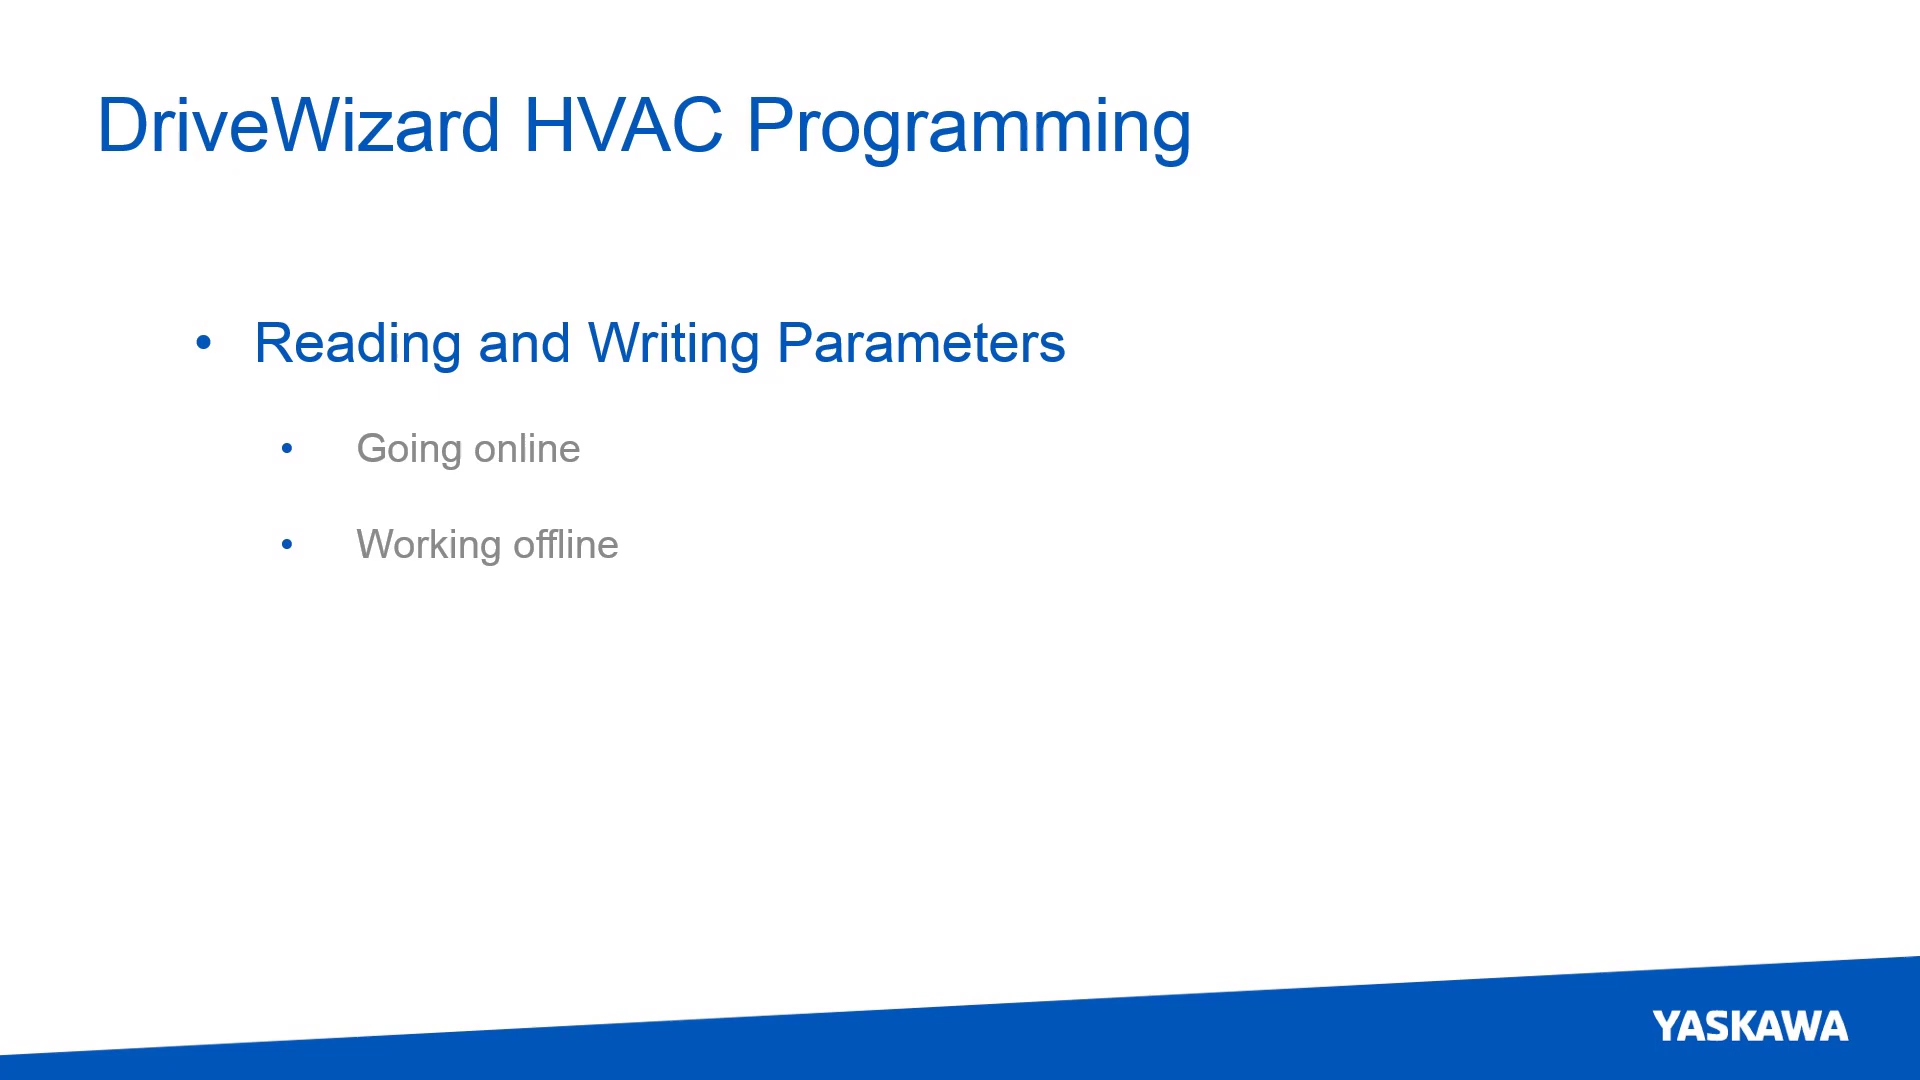 DriveWizard HVAC Programming
• Reading and Writing Parameters
• Going online
• Working offline
YASKAWA